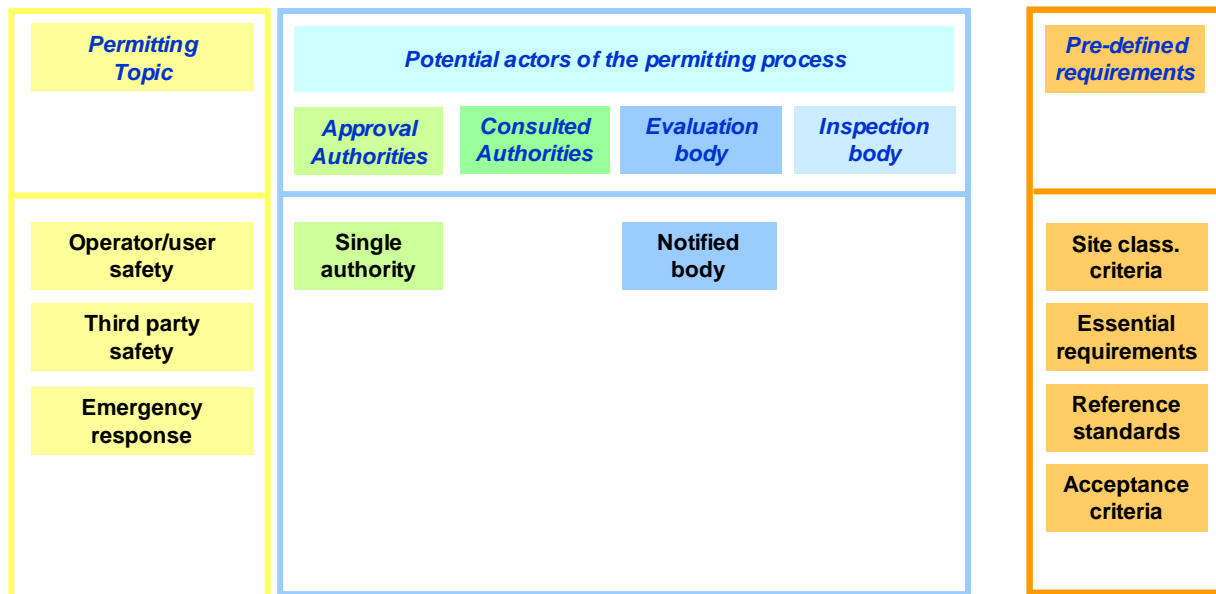 Permitting
Topic
Potential actors of the permitting process
Pre-defined
requirements
Approval
Authorities
Consulted
Authorities
Evaluation
body
Inspection
body
Operator/user
safety
Single
authority
Notified
body
Site class.
criteria
Third party
safety
Essential
requirements
Emergency
response
Reference
standards
Acceptance
criteria